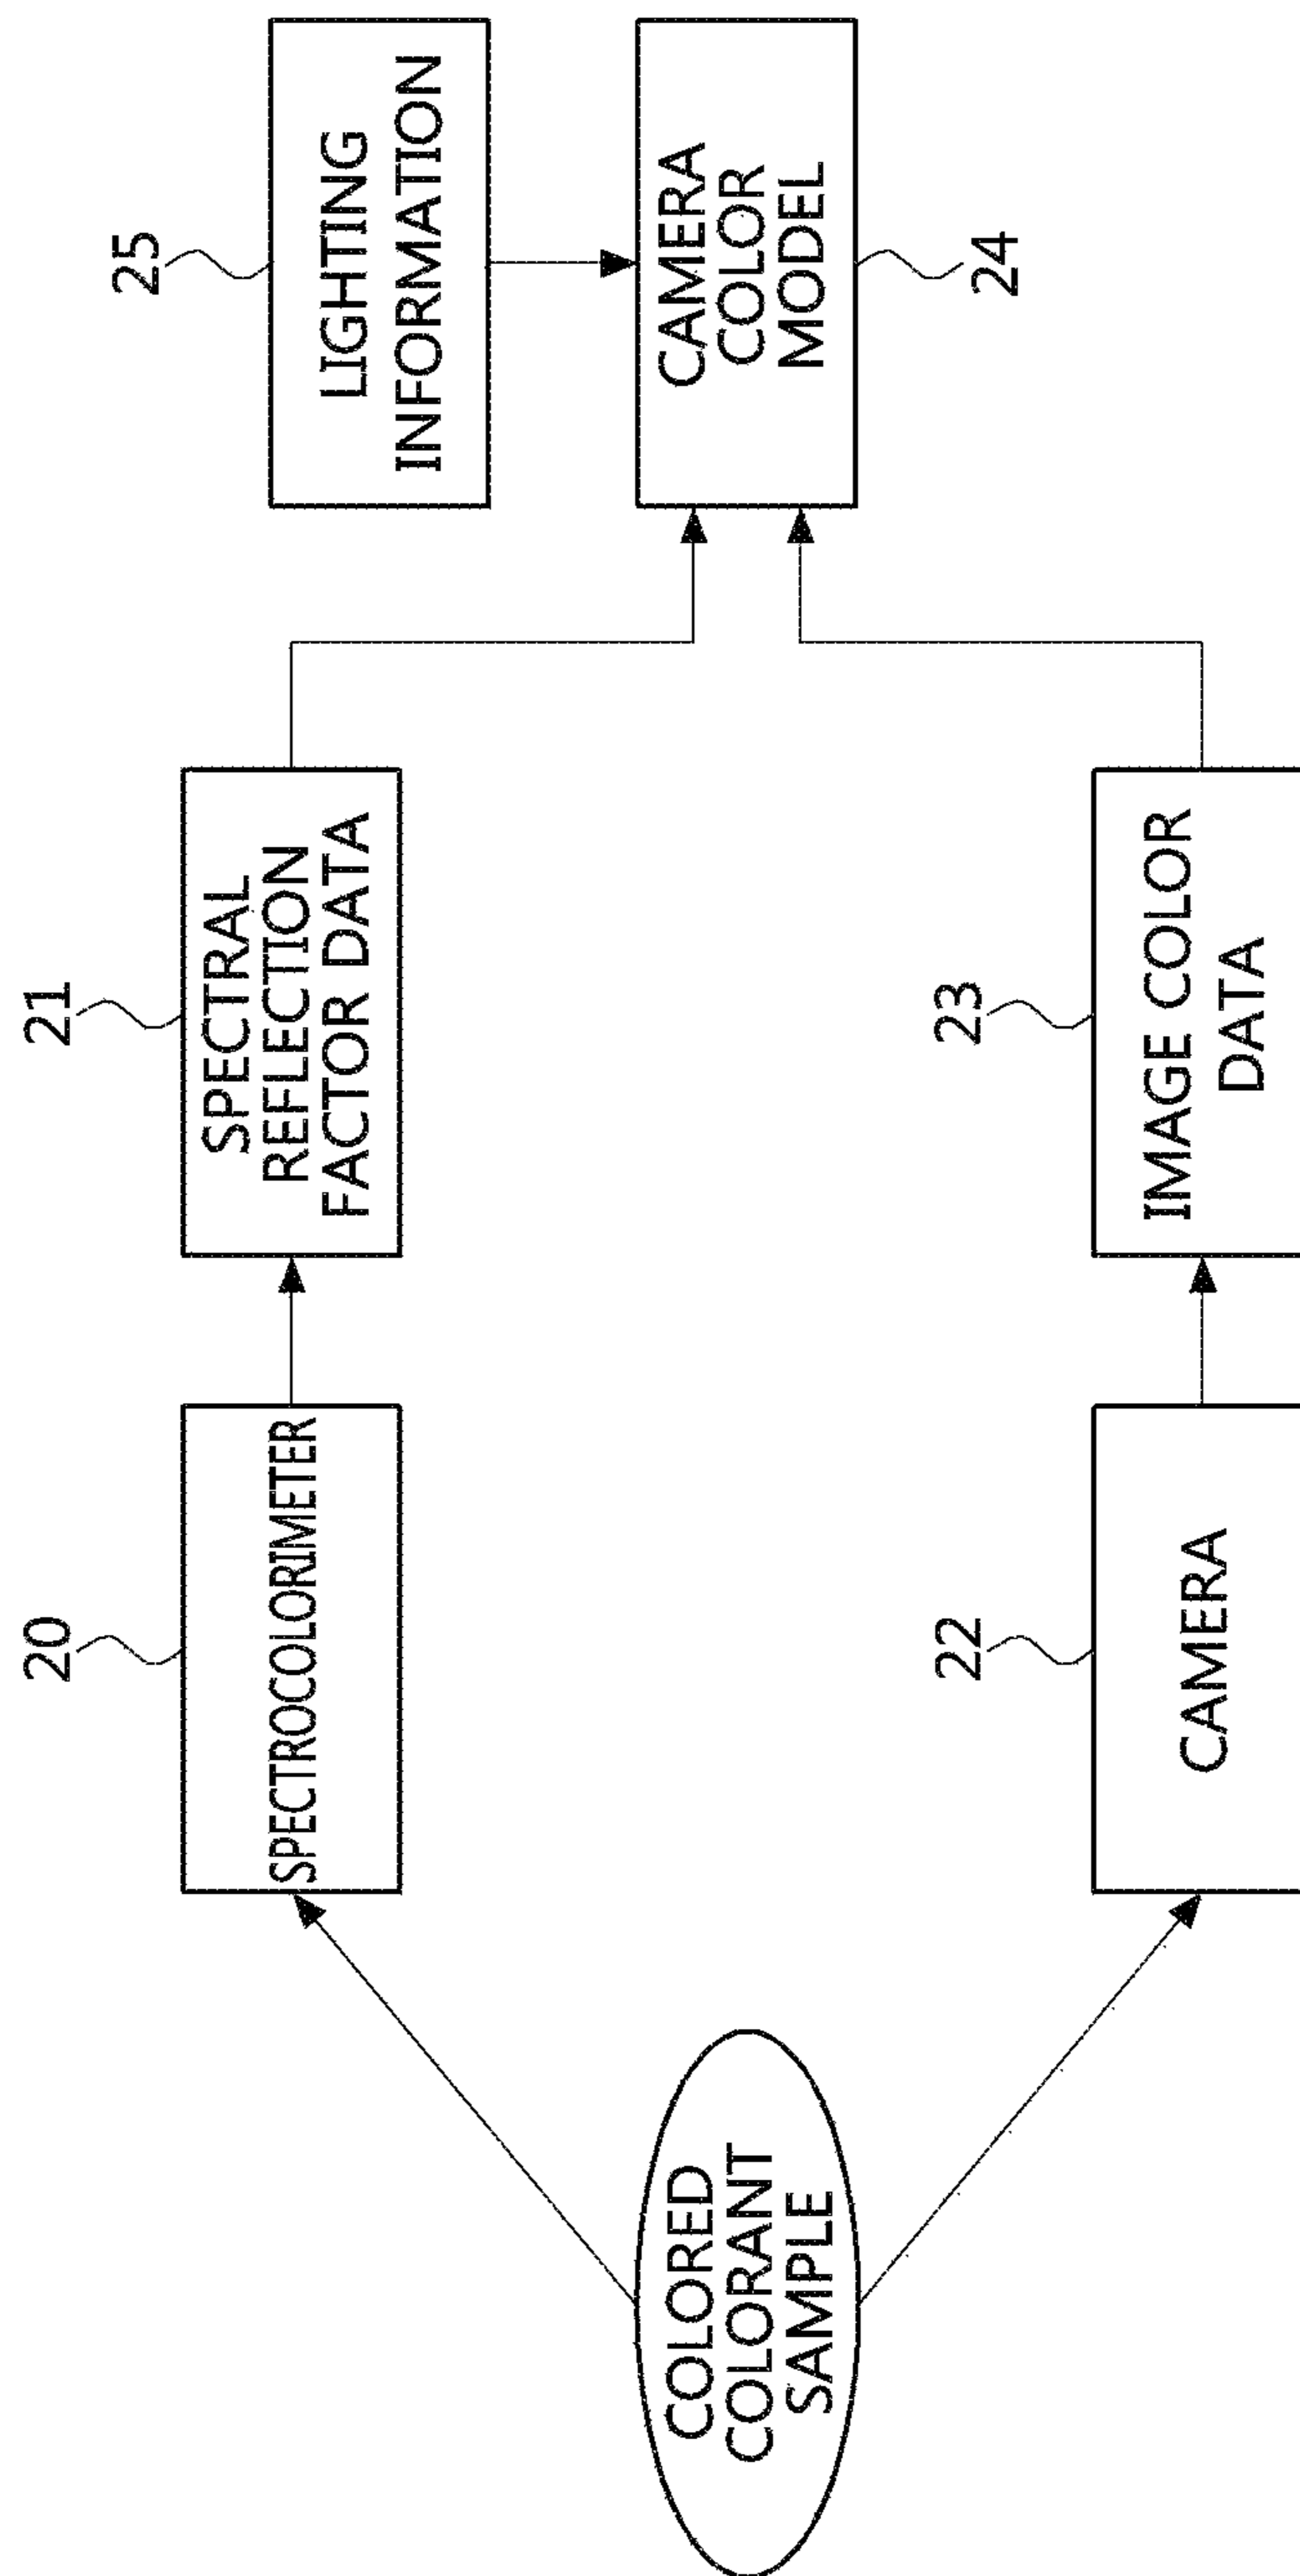 COLORED
COLORANT
SAMPLE
20
SPECTROCOLORIMETER
21
SPECTRAL
REFLECTION
FACTOR DATA
22
CAMERA
23
IMAGE COLOR
DATA
25
LIGHTING
INFORMATION
CAMERA
COLOR
MODEL
24